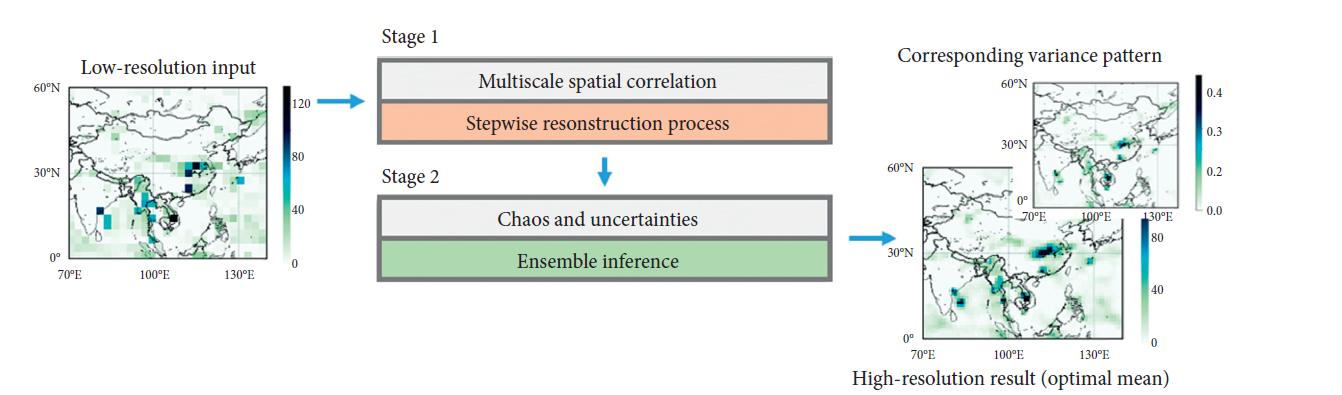 Low-resolution input
60°N
30°N
0°
70°E 100°E 130°E
120
80
40
0
Stage 1
Multiscale spatial correlation
Stepwise resonstruction process
Stage 2
Chaos and uncertainties
Ensemble inference
Corresponding variance pattern
60°N
30°N
0°
70°E 100°E 130°E
0.4
0.3
0.2
0.0
60°N
30°N
0°
70°E 100°E 130°E
80
40
0
High-resolution result (optimal mean)